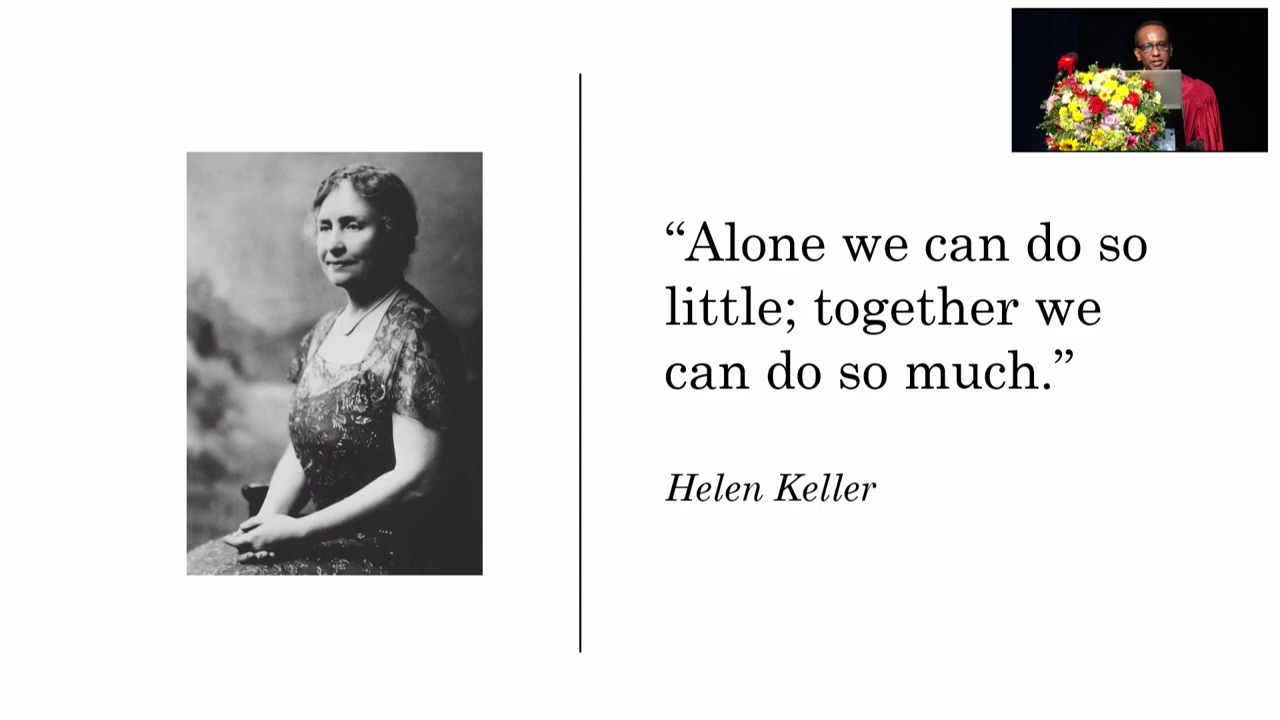 “Alone we can do so
little; together we
can do so much.”
Helen Keller